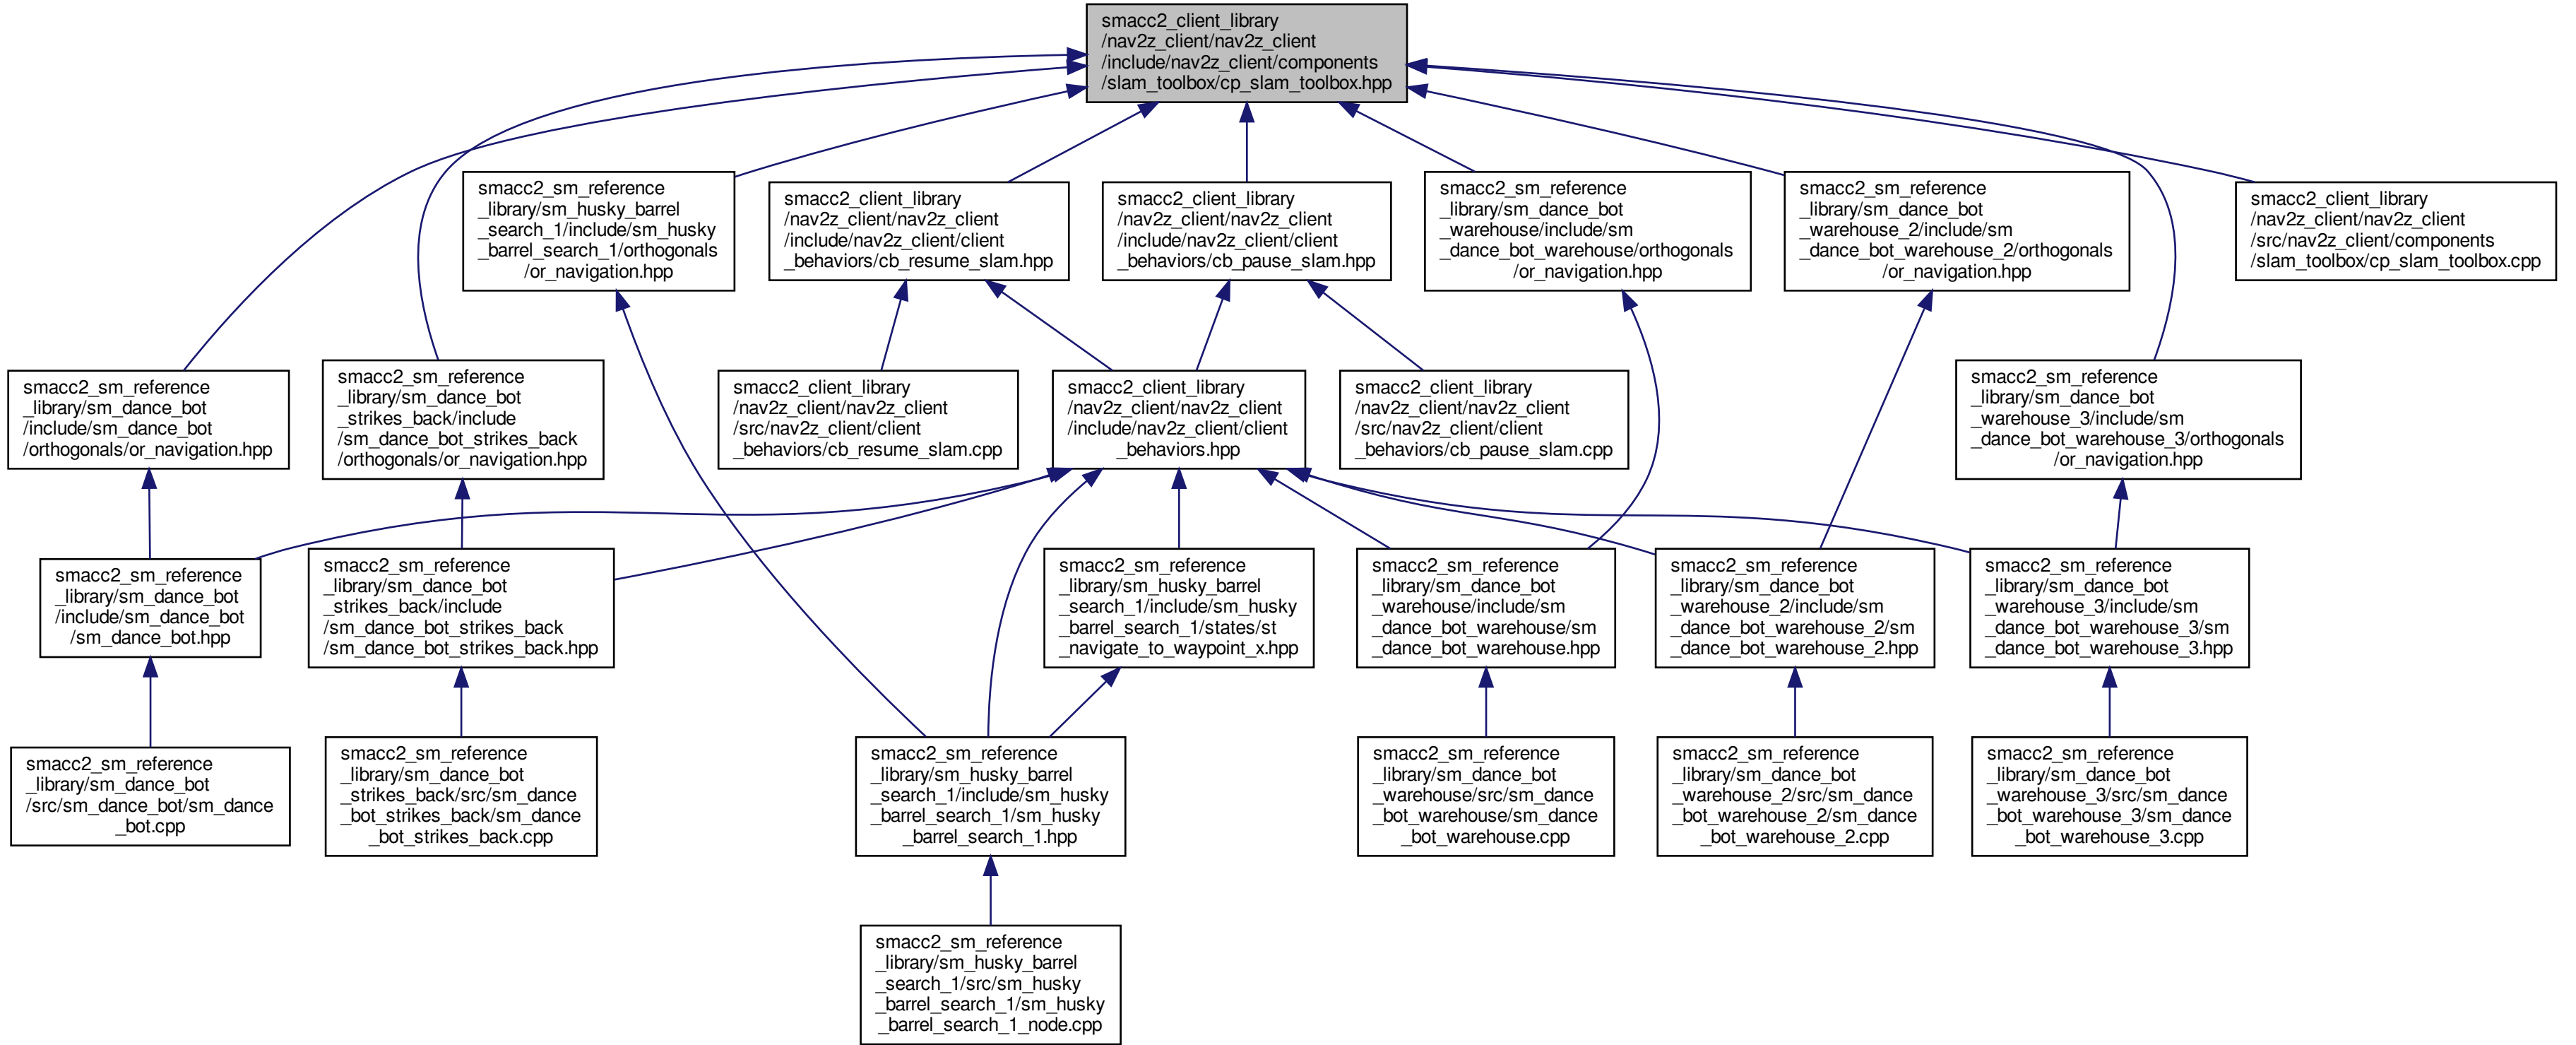 smacc2_client_library
/nav2z_client/nav2z_client
/include/nav2z_client/components
/slam_toolbox/cp_slam_toolbox.hpp
smacc2_sm_reference
_library/sm_husky_barrel
_search_1/include/sm_husky
_barrel_search_1/orthogonals
/or_navigation.hpp
smacc2_client_library
/nav2z_client/nav2z_client
/include/nav2z_client/client
_behaviors/cb_resume_slam.hpp
smacc2_client_library
/nav2z_client/nav2z_client
/include/nav2z_client/client
_behaviors/cb_pause_slam.hpp
smacc2_sm_reference
_library/sm_dance_bot
_warehouse/include/sm
_dance_bot_warehouse/orthogonals
/or_navigation.hpp
smacc2_sm_reference
_library/sm_dance_bot
_warehouse_2/include/sm
_dance_bot_warehouse_2/orthogonals
/or_navigation.hpp
smacc2_client_library
/nav2z_client/nav2z_client
/src/nav2z_client/components
/slam_toolbox/cp_slam_toolbox.cpp
smacc2_sm_reference
_library/sm_dance_bot
/include/sm_dance_bot
/orthogonals/or_navigation.hpp
smacc2_sm_reference
_library/sm_dance_bot
_strikes_back/include
/sm_dance_bot_strikes_back
/orthogonals/or_navigation.hpp
smacc2_client_library
/nav2z_client/nav2z_client
/src/nav2z_client/client
_behaviors/cb_resume_slam.cpp
smacc2_client_library
/nav2z_client/nav2z_client
/include/nav2z_client/client
_behaviors.hpp
smacc2_client_library
/nav2z_client/nav2z_client
/src/nav2z_client/client
_behaviors/cb_pause_slam.cpp
smacc2_sm_reference
_library/sm_dance_bot
_warehouse_3/include/sm
_dance_bot_warehouse_3/orthogonals
/or_navigation.hpp
smacc2_sm_reference
_library/sm_dance_bot
/include/sm_dance_bot
/sm_dance_bot.hpp
smacc2_sm_reference
_library/sm_dance_bot
_strikes_back/include
/sm_dance_bot_strikes_back
/sm_dance_bot_strikes_back.hpp
smacc2_sm_reference
_library/sm_husky_barrel
_search_1/include/sm_husky
_barrel_search_1/states/st
_navigate_to_waypoint_x.hpp
smacc2_sm_reference
_library/sm_dance_bot
_warehouse/include/sm
_dance_bot_warehouse/sm
_dance_bot_warehouse.hpp
smacc2_sm_reference
_library/sm_dance_bot
_warehouse_2/include/sm
_dance_bot_warehouse_2/sm
_dance_bot_warehouse_2.hpp
smacc2_sm_reference
_library/sm_dance_bot
_warehouse_3/include/sm
_dance_bot_warehouse_3/sm
_dance_bot_warehouse_3.hpp
smacc2_sm_reference
_library/sm_dance_bot
/src/sm_dance_bot/sm_dance
_bot.cpp
smacc2_sm_reference
_library/sm_dance_bot
_strikes_back/src/sm_dance
_bot_strikes_back/sm_dance
_bot_strikes_back.cpp
smacc2_sm_reference
_library/sm_husky_barrel
_search_1/include/sm_husky
_barrel_search_1/sm_husky
_barrel_search_1.hpp
smacc2_sm_reference
_library/sm_dance_bot
_warehouse/src/sm_dance
_bot_warehouse/sm_dance
_bot_warehouse.cpp
smacc2_sm_reference
_library/sm_dance_bot
_warehouse_2/src/sm_dance
_bot_warehouse_2/sm_dance
_bot_warehouse_2.cpp
smacc2_sm_reference
_library/sm_dance_bot
_warehouse_3/src/sm_dance
_bot_warehouse_3/sm_dance
_bot_warehouse_3.cpp
smacc2_sm_reference
_library/sm_husky_barrel
_search_1/src/sm_husky
_barrel_search_1/sm_husky
_barrel_search_1_node.cpp